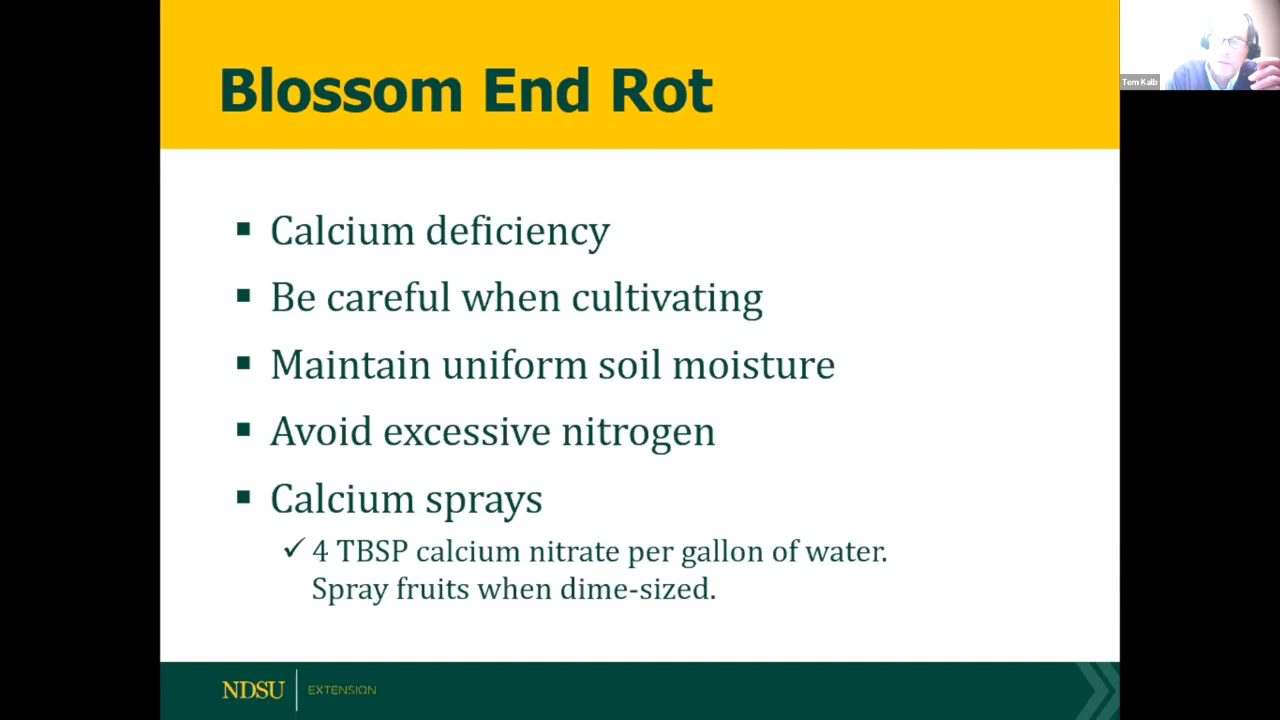 Blossom End Rot
Tom Kalb
▪ Calcium deficiency
▪ Be careful when cultivating
▪ Maintain uniform soil moisture
▪ Avoid excessive nitrogen
▪ Calcium sprays
✓ 4 TBSP calcium nitrate per gallon of water.
Spray fruits when dime-sized.
NDSU EXTENSION